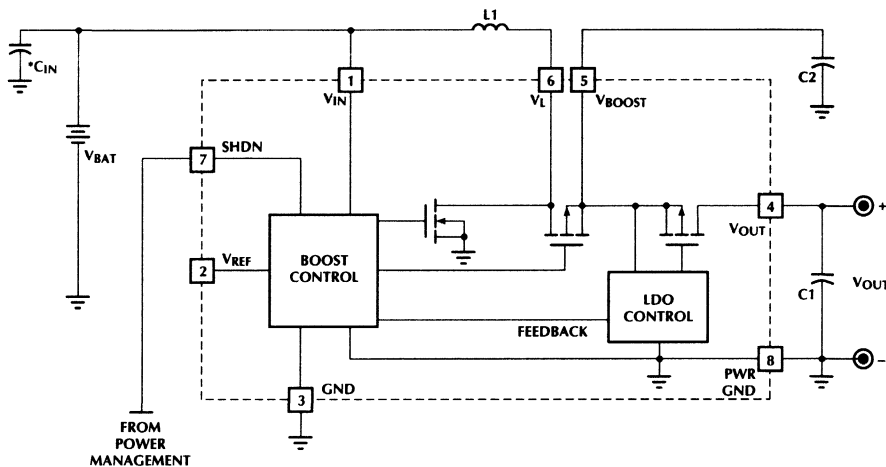 L1
*CIN
1
6
5
VIN
VL
VBOOST
C2
VBAT
7
SHDN
4
+
VOUT
2
VREF
BOOST
CONTROL
LDO
CONTROL
C1
VOUT
FEEDBACK
8
–
PWR
GND
3
GND
FROM
POWER
MANAGEMENT